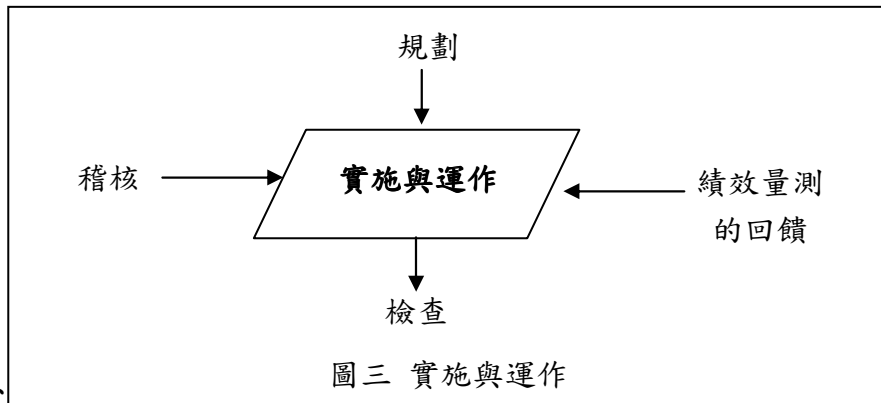 規劃
稽核
實施與運作
績效量測
的回饋
檢查
圖三 實施與運作